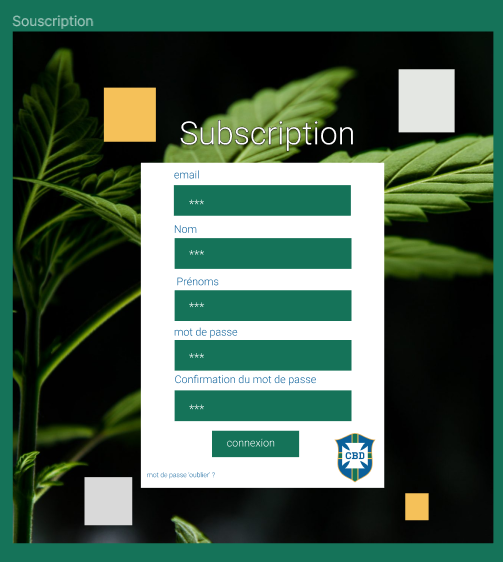 Souscription
Subscription
email
***
Nom
***
Prénoms
***
mot de passe
***
Confirmation du mot de passe
***
connexion
CBD
mot de passe 'oublier' ?